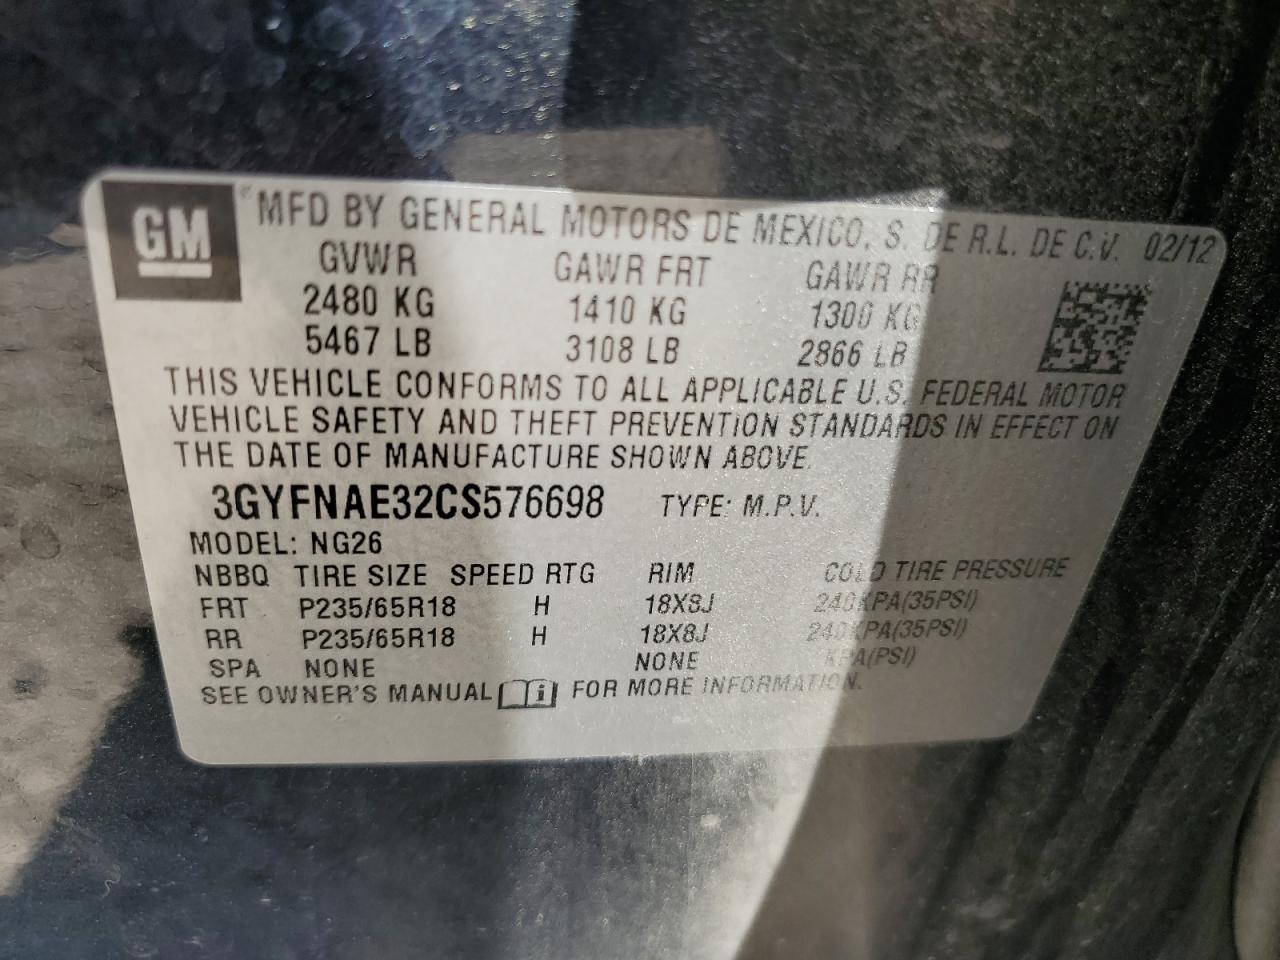 GM
® MFD BY GENERAL MOTORS DE MEXICO, S. DE R.L. DE C.V. 02/12
GVWR GAWR FRT GAWR RR
2480 KG 1410 KG 1300 KG
5467 LB 3108 LB 2866 LB
THIS VEHICLE CONFORMS TO ALL APPLICABLE U.S. FEDERAL MOTOR
VEHICLE SAFETY AND THEFT PREVENTION STANDARDS IN EFFECT ON
THE DATE OF MANUFACTURE SHOWN ABOVE.
3GYFNAE32CS576698 TYPE: M.P.V.
MODEL: NG26
NBBQ TIRE SIZE SPEED RTG RIM COLD TIRE PRESSURE
FRT P235/65R18 H 18X8J 240KPA(35PSI)
RR P235/65R18 H 18X8J 240KPA(35PSI)
SPA NONE NONE KPA(PSI)
SEE OWNER'S MANUAL FOR MORE INFORMATION.